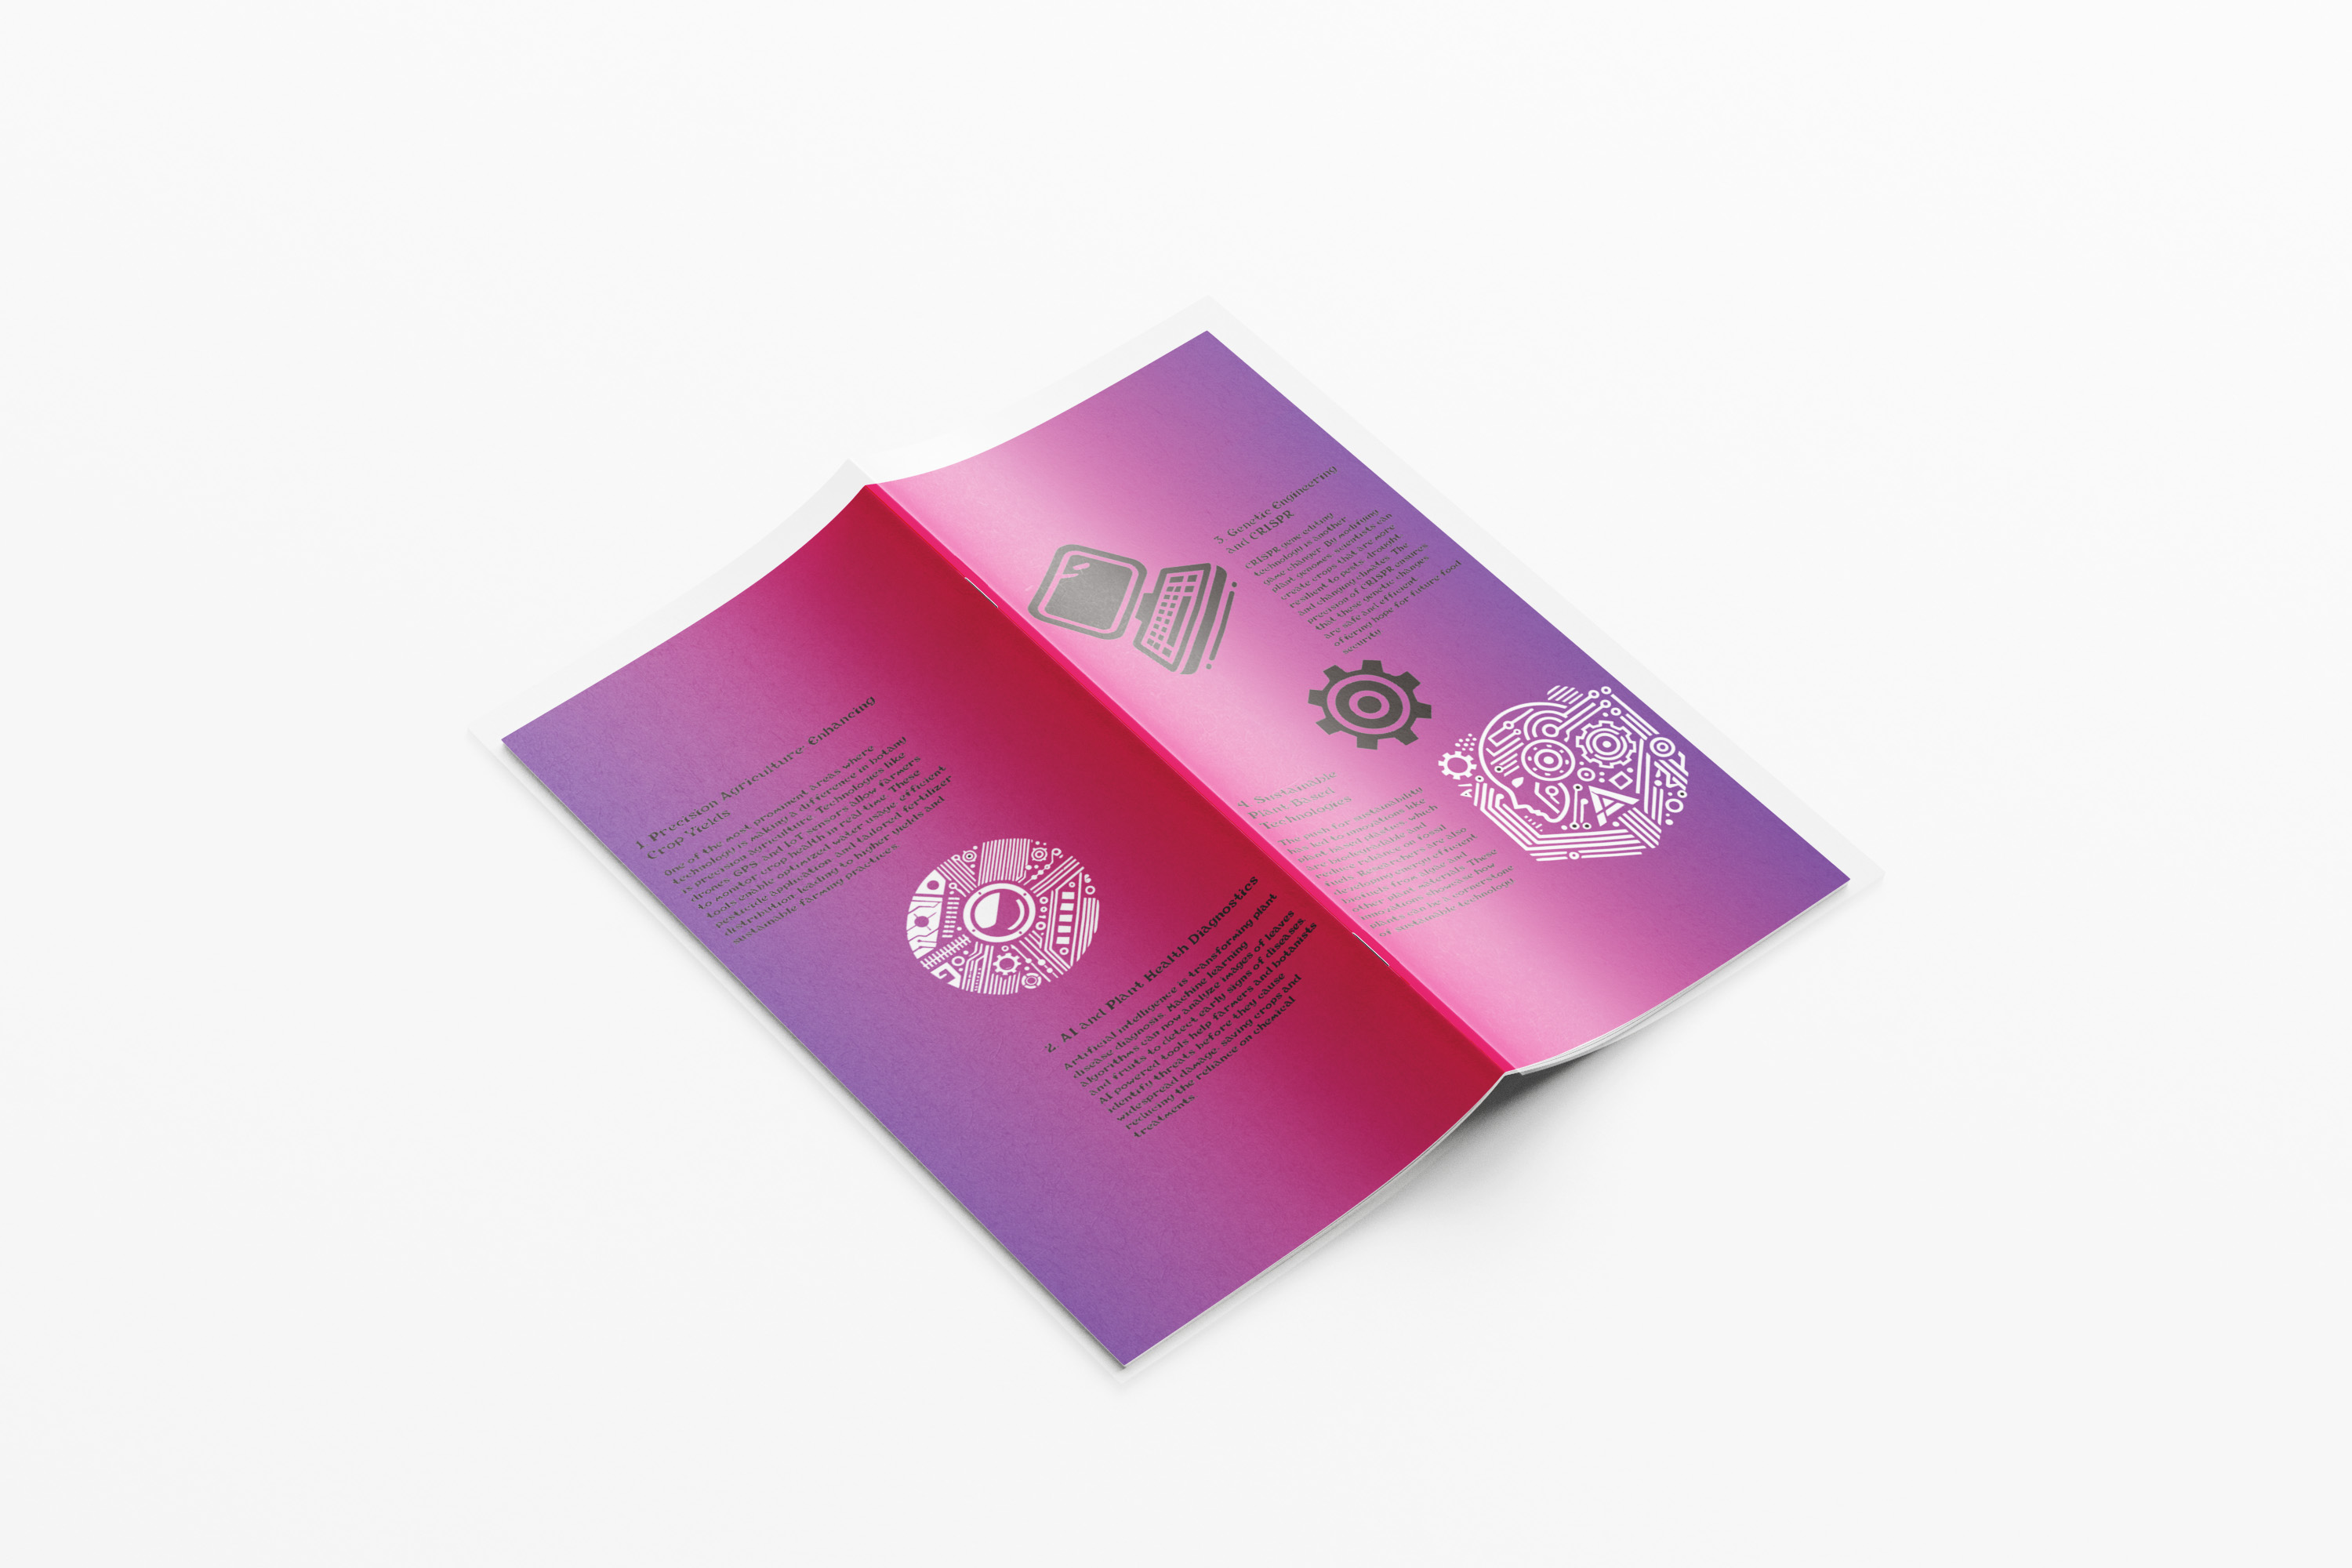 1 Precision Agriculture: Enhancing
Crop Yields
One of the most prominent areas where
technology is making a difference in botany
is precision agriculture. Technologies like
drones, GPS, and IoT sensors allow farmers
to monitor crop health in real time. These
tools enable optimized water usage, efficient
pesticide application, and tailored fertilizer
distribution, leading to higher yields and
sustainable farming practices
2. AI and Plant Health Diagnostics
Artificial intelligence is transforming plant
disease diagnosis. Machine learning
algorithms can now analyze images of leaves
and fruits to detect early signs of diseases.
AI powered tools help farmers and botanists
identify threats before they cause
widespread damage, saving crops and
reducing the reliance on chemical
treatments
3. Genetic Engineering
and CRISPR
CRISPR gene editing
technology is another
game changer. By modifying
plant genomes, scientists can
create crops that are more
resilient to pests, drought
and changing climates. The
precision of CRISPR ensures
that these genetic changes
are safe and efficient
offering hope for future food
security
4. Sustainable
Plant Based
Technologies
The push for sustainability
has led to innovations like
plant based plastics, which
are biodegradable and
reduce reliance on fossil
fuels. Researchers are also
developing more efficient
biofuels from algae and
other plant materials. These
innovations showcase how
plants can be cornerstone
of sustainable technology
AI